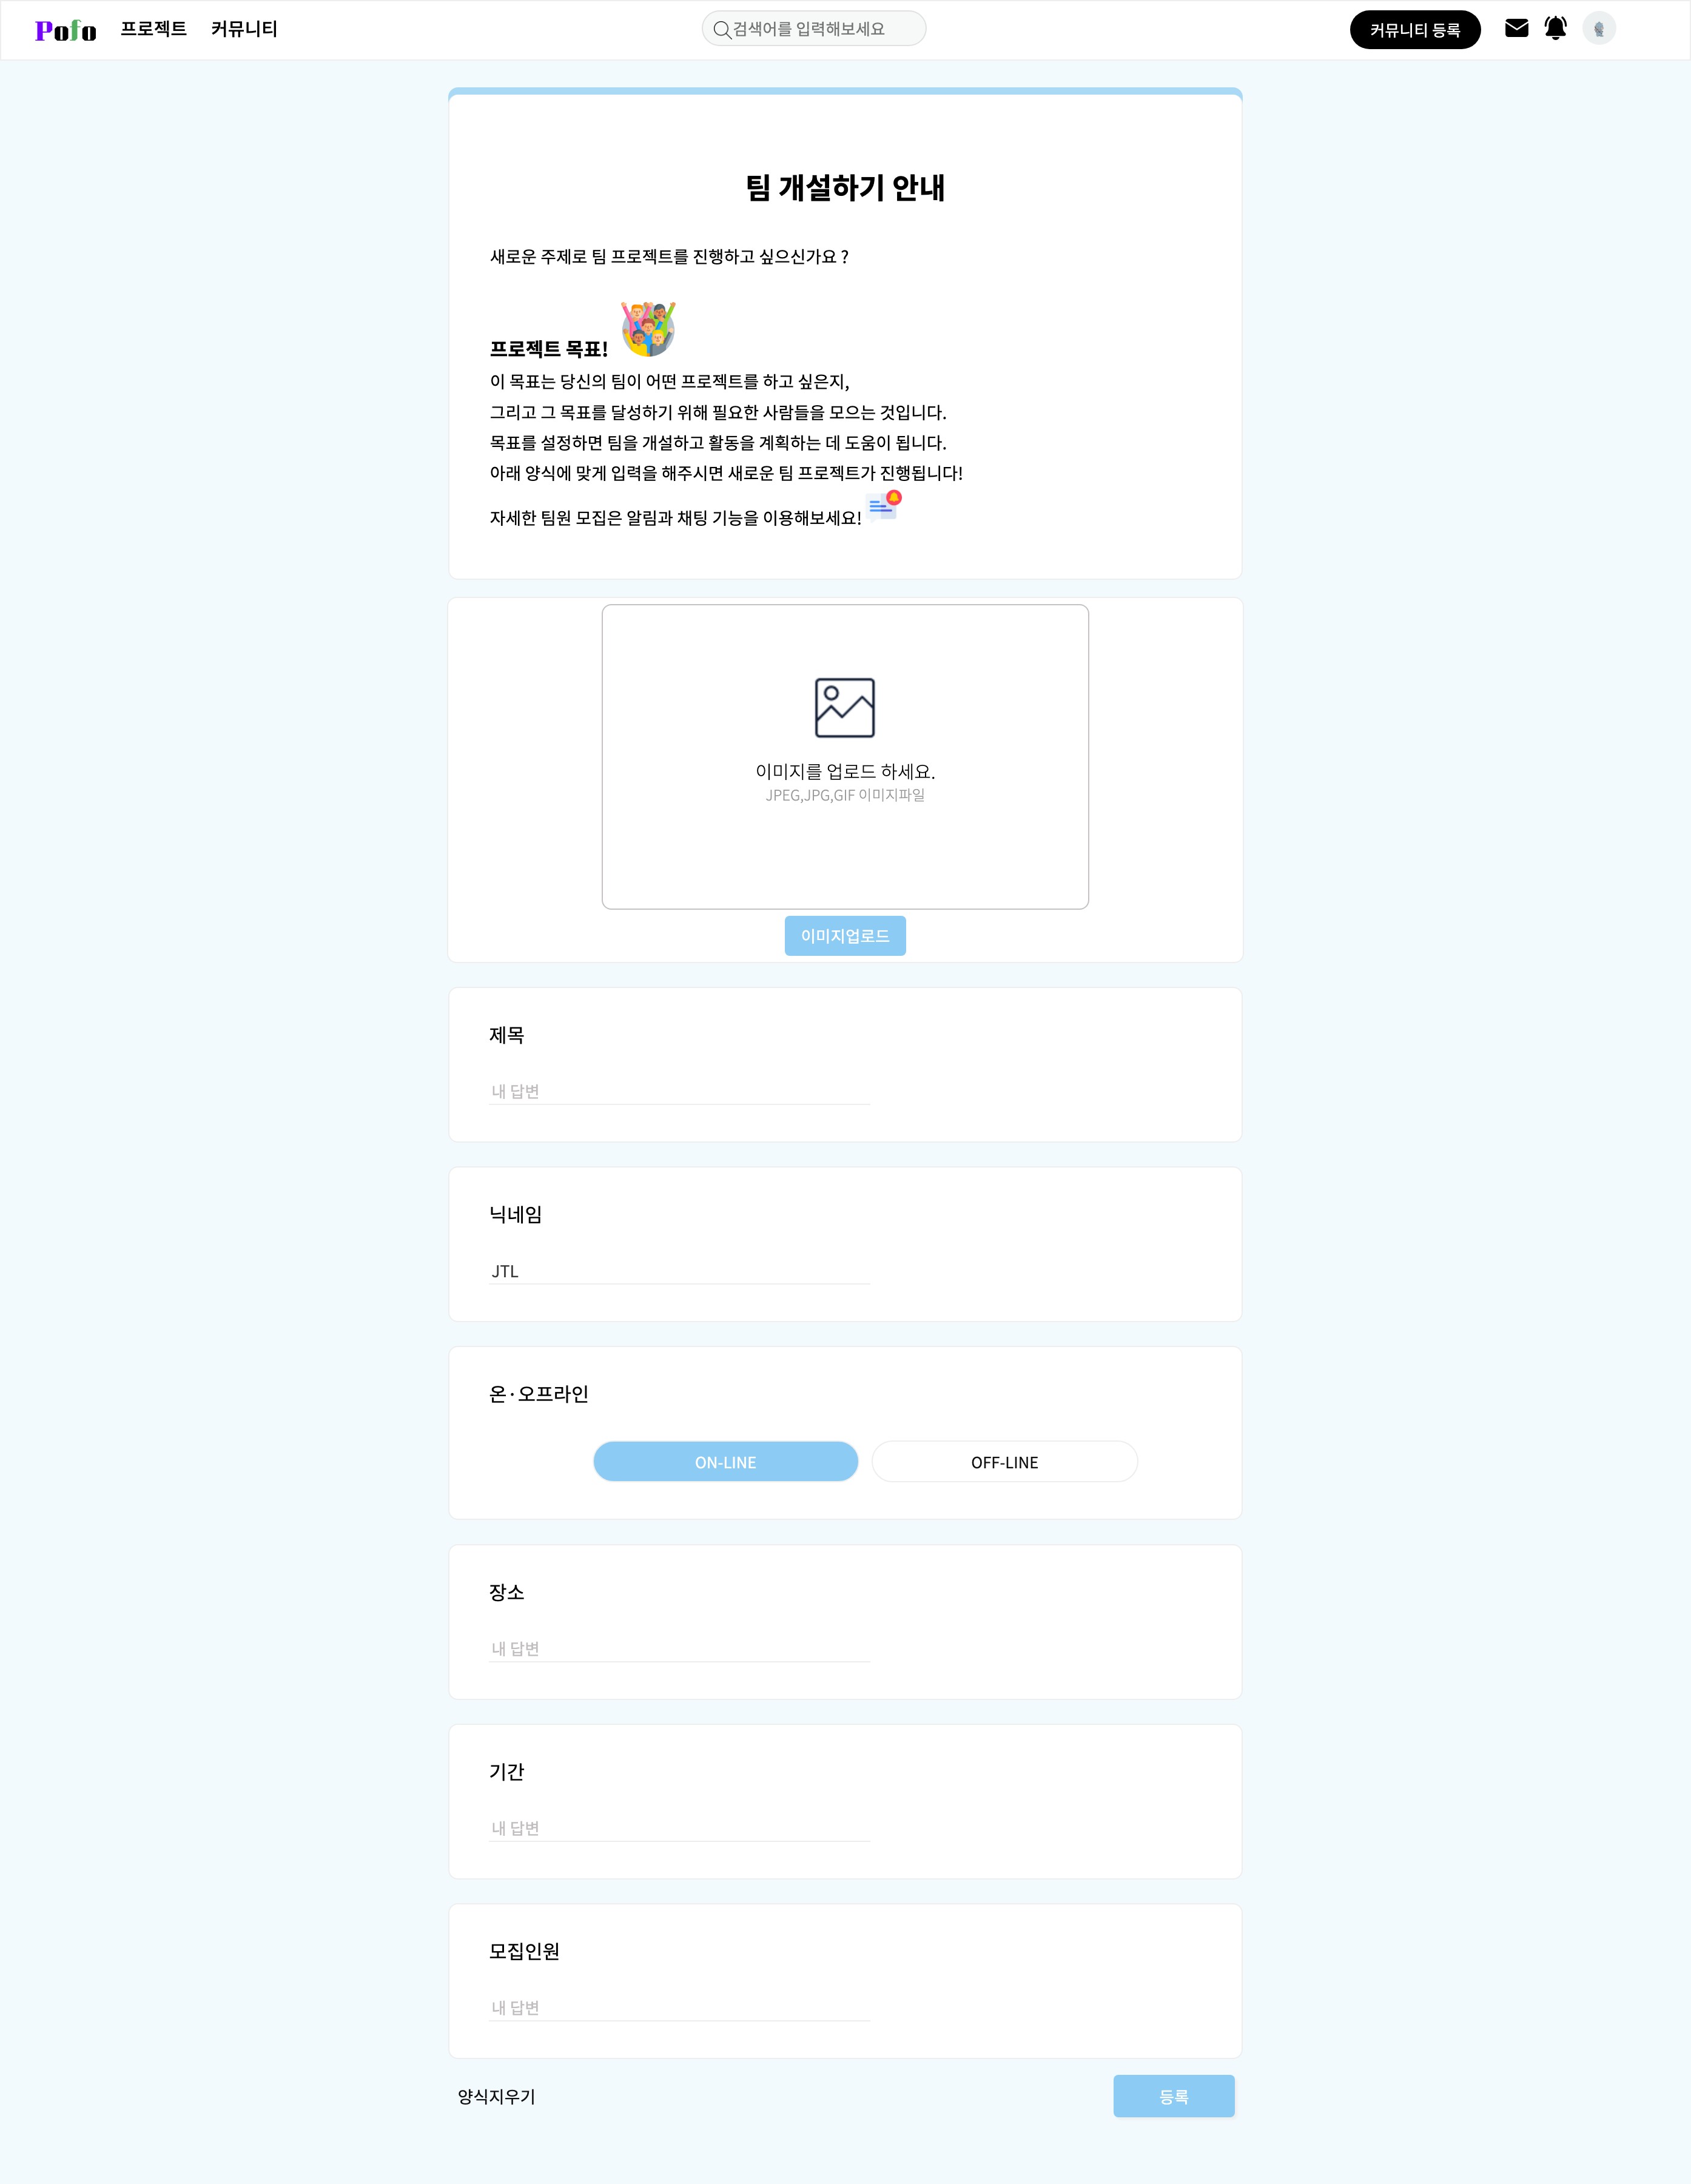 Pofo 프로젝트 커뮤니티 검색어를 입력해보세요 커뮤니티 등록
팀 개설하기 안내
새로운 주제로 팀 프로젝트를 진행하고 싶으신가요 ?
프로젝트 목표!
이 목표는 당신의 팀이 어떤 프로젝트를 하고 싶은지,
그리고 그 목표를 달성하기 위해 필요한 사람들을 모으는 것입니다.
목표를 설정하면 팀을 개설하고 활동을 계획하는 데 도움이 됩니다.
아래 양식에 맞게 입력을 해주시면 새로운 팀 프로젝트가 진행됩니다!
자세한 팀원 모집은 알림과 채팅 기능을 이용해보세요!
이미지를 업로드 하세요.
JPEG,JPG,GIF 이미지파일
이미지업로드
제목
내 답변
닉네임
JTL
온·오프라인
ON-LINE OFF-LINE
장소
내 답변
기간
내 답변
모집인원
내 답변
양식지우기 등록